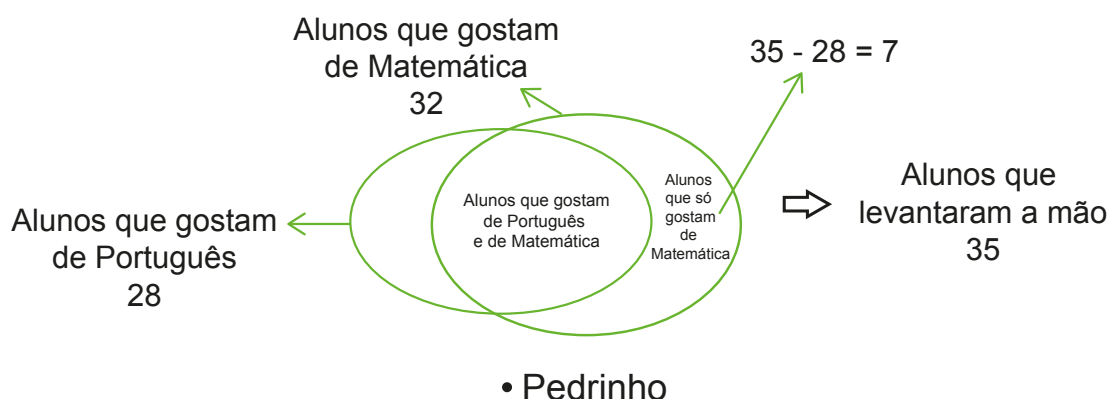 Alunos que gostam
de Matemática
32
35 - 28 = 7
Alunos que gostam
de Português
28
Alunos que gostam
de Português
e de Matemática
Alunos
que só
gostam
de
Matemática
Alunos que
levantaram a mão
35
• Pedrinho